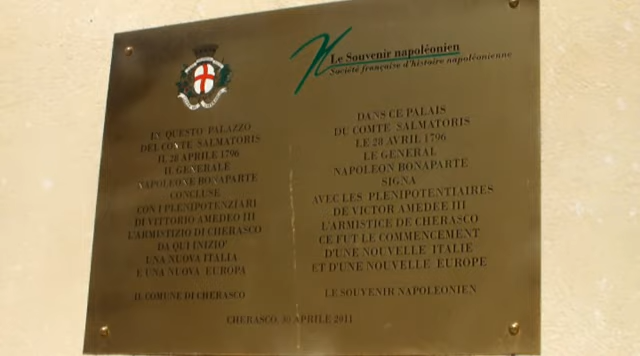 Le Souvenir napoléonien
Société française d'histoire napoléonienne
IN QUESTO PALAZZO
DEL CONTE SALMATORIS
IL 28 APRILE 1796
IL GENERALE
NAPOLEONE BONAPARTE
CONCLUSE
CON I PLENIPOTENZIARI
DI VITTORIO AMEDEO III
L'ARMISTIZIO DI CHERASCO
DA QUI INIZIO'
UNA NUOVA ITALIA
E UNA NUOVA EUROPA
IL COMUNE DI CHERASCO
DANS CE PALAIS
DU COMTE SALMATORIS
LE 28 AVRIL 1796
LE GENERAL
NAPOLEON BONAPARTE
SIGNA
AVEC LES PLENIPOTENTIAIRES
DE VICTOR AMEDEE III
L'ARMISTICE DE CHERASCO
CE FUT LE COMMENCEMENT
D'UNE NOUVELLE ITALIE
ET D'UNE NOUVELLE EUROPE
LE SOUVENIR NAPOLEONIEN
CHERASCO, 30 APRILE 2011